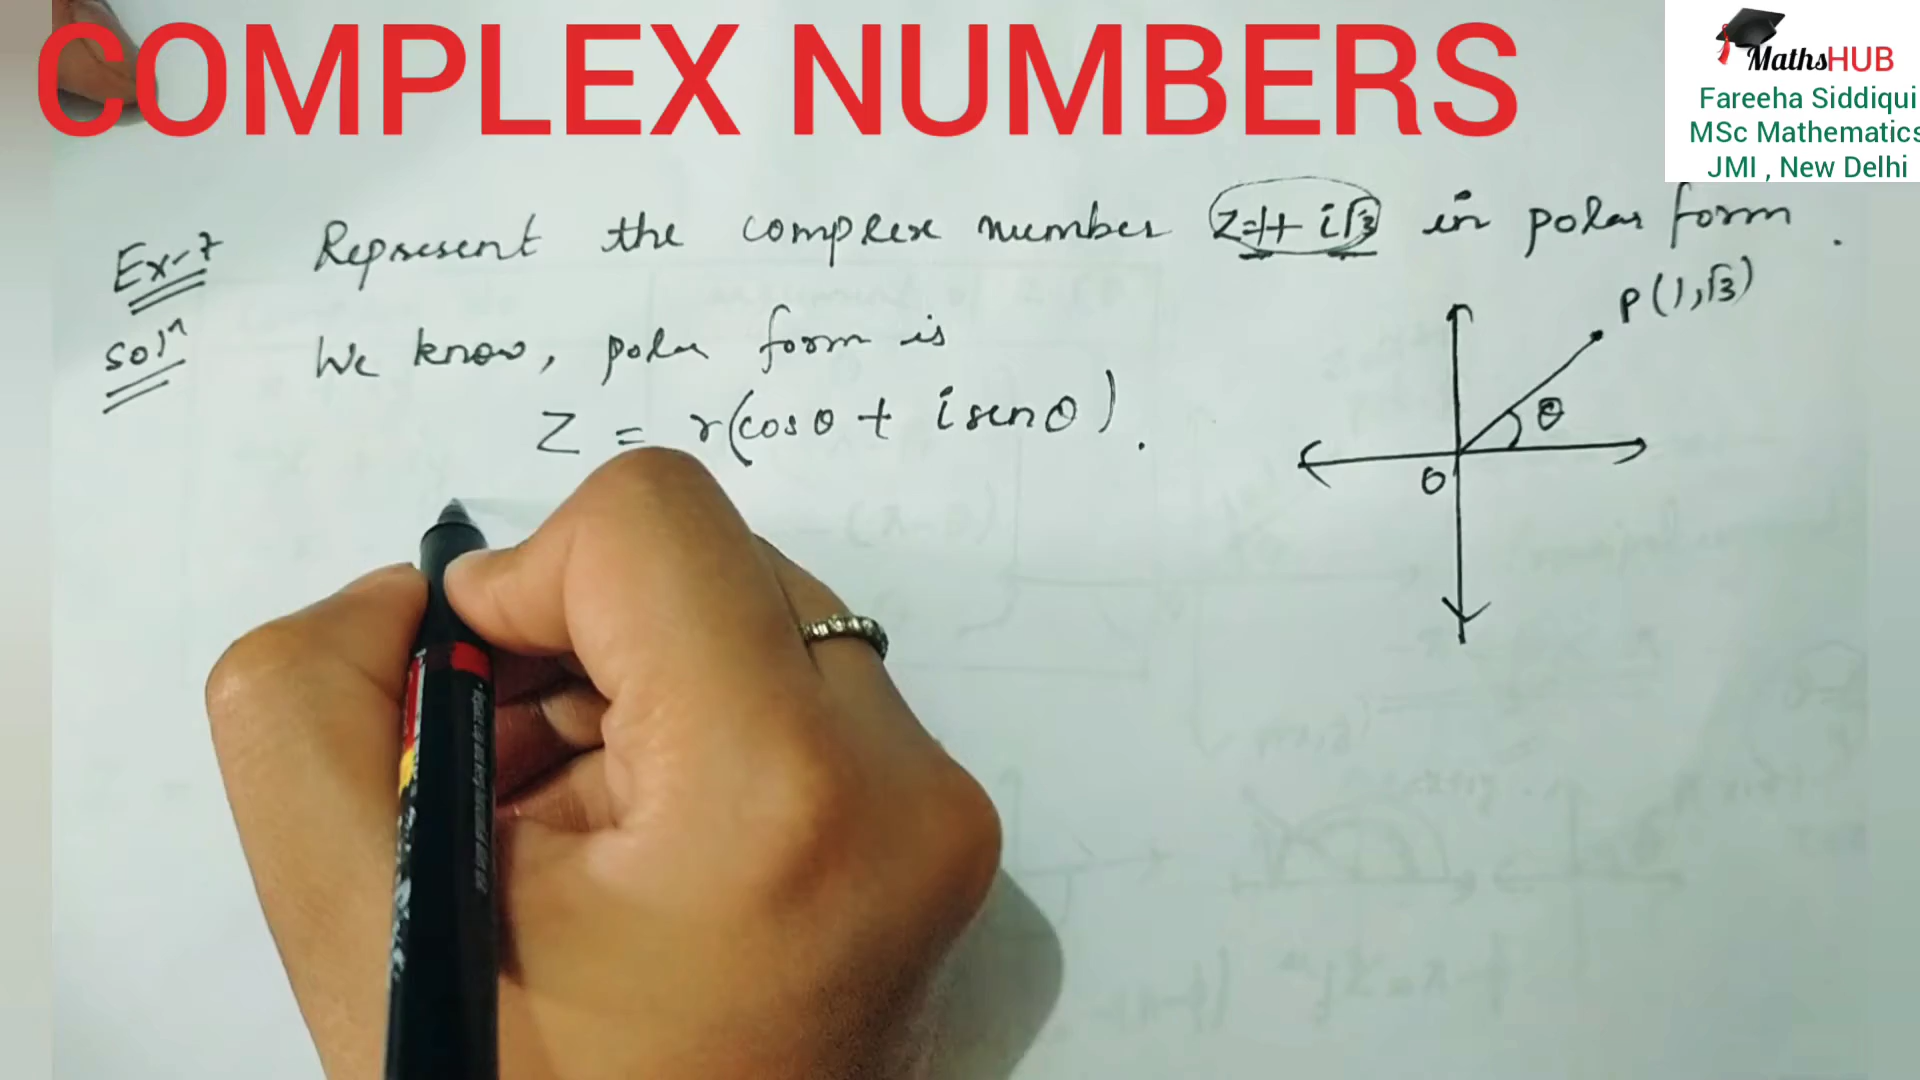 COMPLEX NUMBERS
MathsHUB
Fareeha Siddiqui
MSc Mathematics
JMI , New Delhi
Ex-7 Represent the complex number z=1+i√3 in polar form.
Solⁿ We know, polar form is
Z = r(cosθ + i sinθ).
P(1,√3)
θ
O